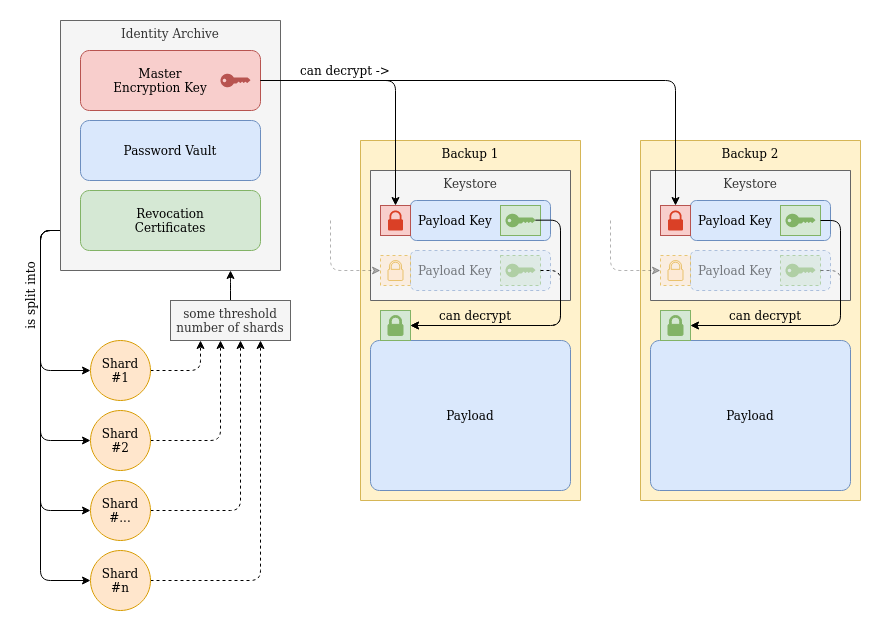 Identity Archive
Master
Encryption Key
Password Vault
Revocation
Certificates
can decrypt ->
is split into
some threshold
number of shards
Shard
#1
Shard
#2
Shard
#...
Shard
#n
Backup 1
Keystore
Payload Key
Payload Key
can decrypt
Payload
Backup 2
Keystore
Payload Key
Payload Key
can decrypt
Payload